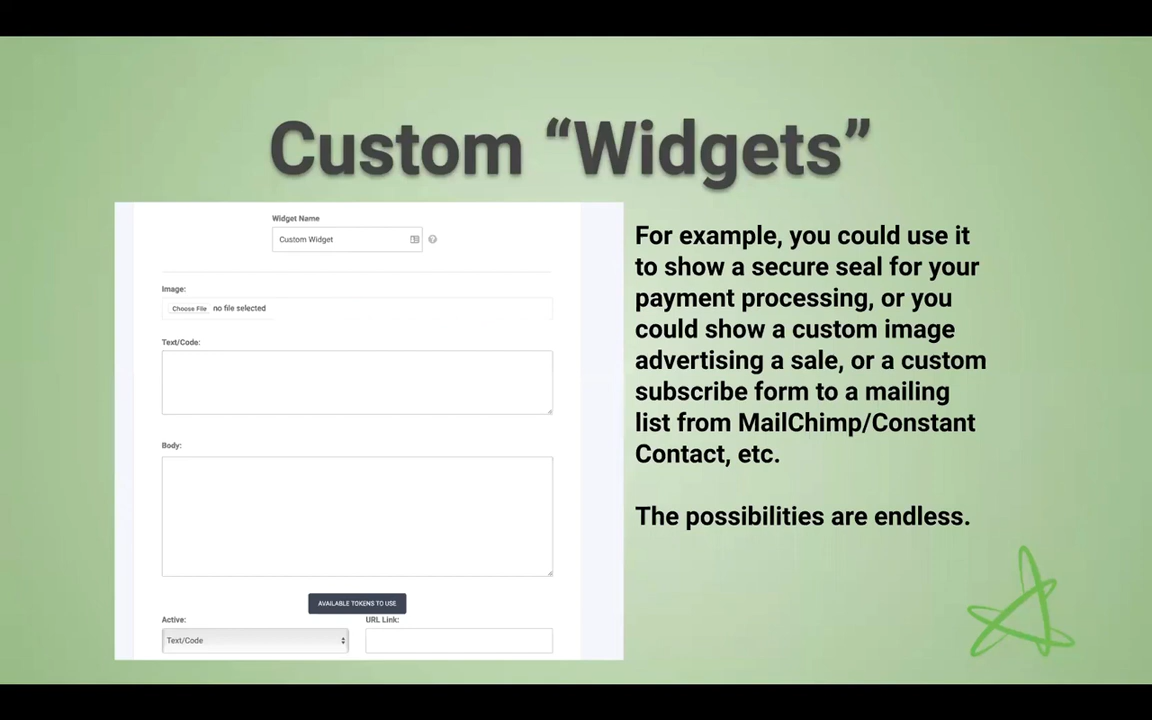 Custom “Widgets”
Widget Name
Custom Widget
Image:
Choose File no file selected
Text/Code:
Body:
AVAILABLE TOKENS TO USE
Active:
URL Link:
Text/Code
For example, you could use it
to show a secure seal for your
payment processing, or you
could show a custom image
advertising a sale, or a custom
subscribe form to a mailing
list from MailChimp/Constant
Contact, etc.
The possibilities are endless.